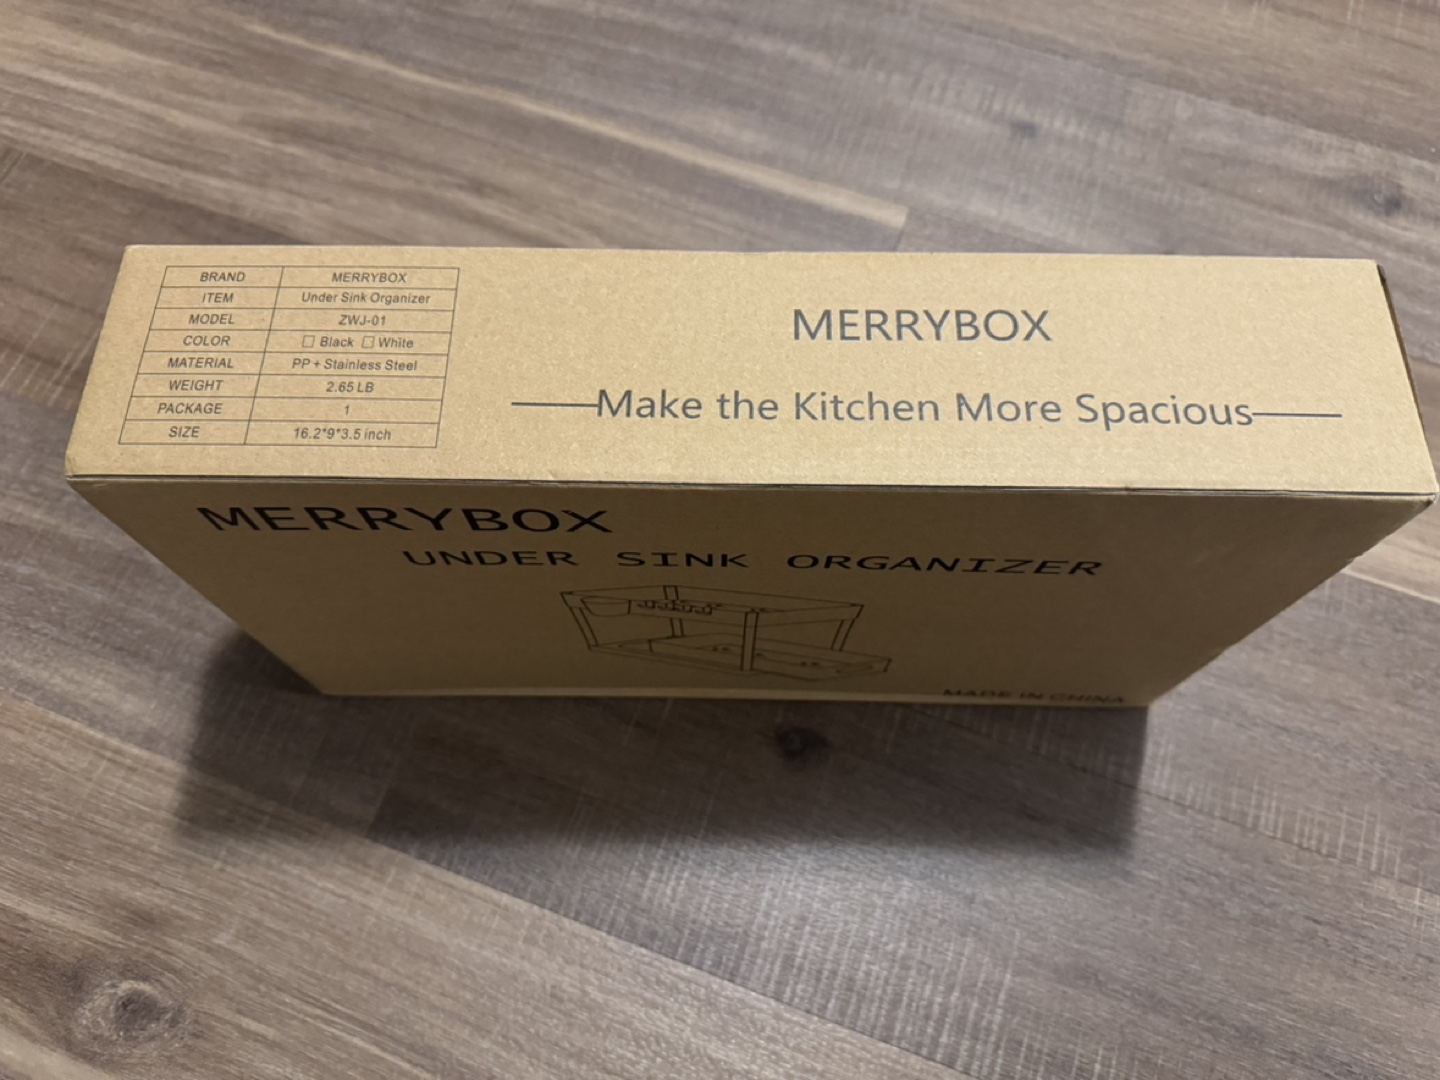 BRAND MERRYBOX
ITEM Under Sink Organizer
MODEL ZWJ-01
COLOR ☐ Black ☐ White
MATERIAL PP + Stainless Steel
WEIGHT 2.65 LB
PACKAGE 1
SIZE 16.2*9*3.5 inch
MERRYBOX
Make the Kitchen More Spacious
MERRYBOX
UNDER SINK ORGANIZER
MADE IN CHINA